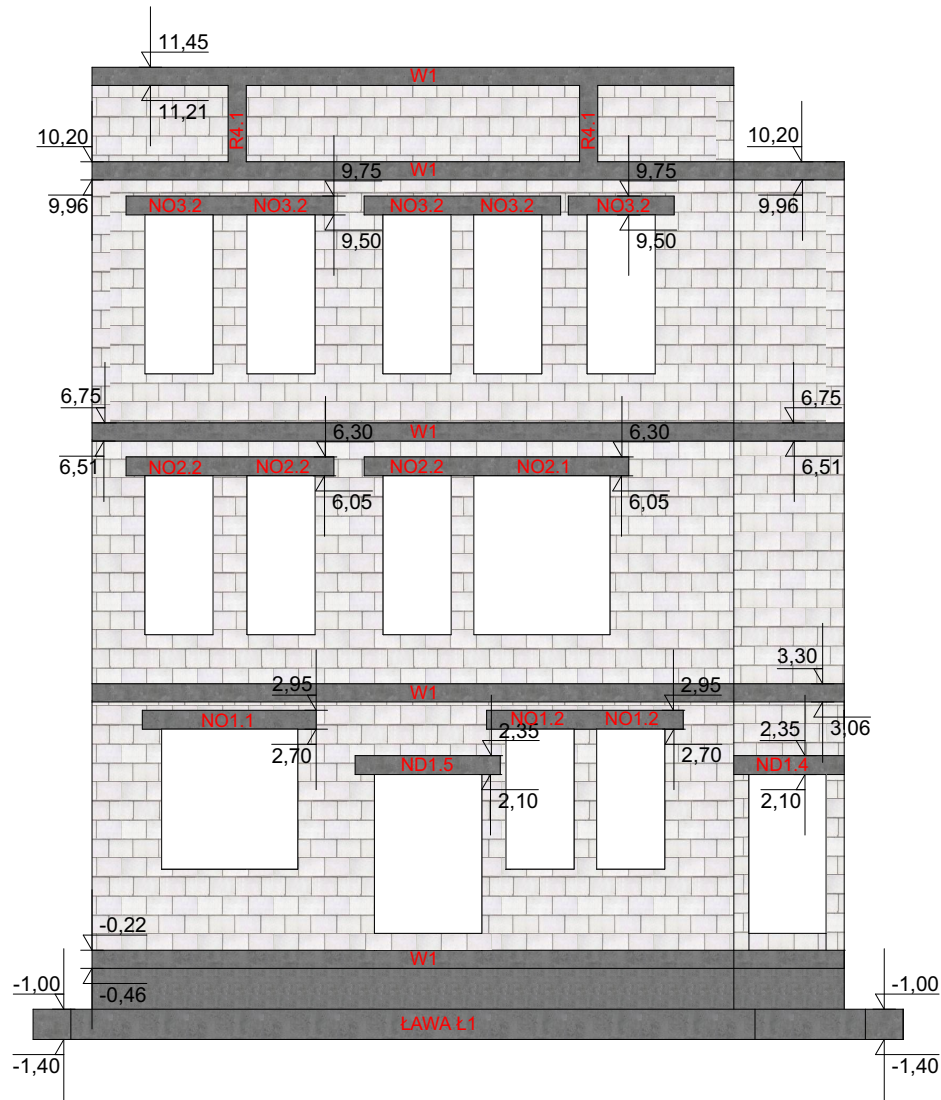 11,45
W1
11,21
R4.1
R4.1
10,20
10,20
W1
9,75
9,75
9,96
9,96
NO3.2
NO3.2
NO3.2
NO3.2
NO3.2
9,50
9,50
6,75
6,75
W1
6,30
6,30
6,51
6,51
NO2.2
NO2.2
NO2.2
NO2.1
6,05
6,05
3,30
W1
2,95
2,95
NO1.1
NO1.2
NO1.2
3,06
2,70
2,35
2,70
2,35
ND1.5
ND1.4
2,10
2,10
-0,22
W1
-0,46
-1,00
-1,00
ŁAWA Ł1
-1,40
-1,40